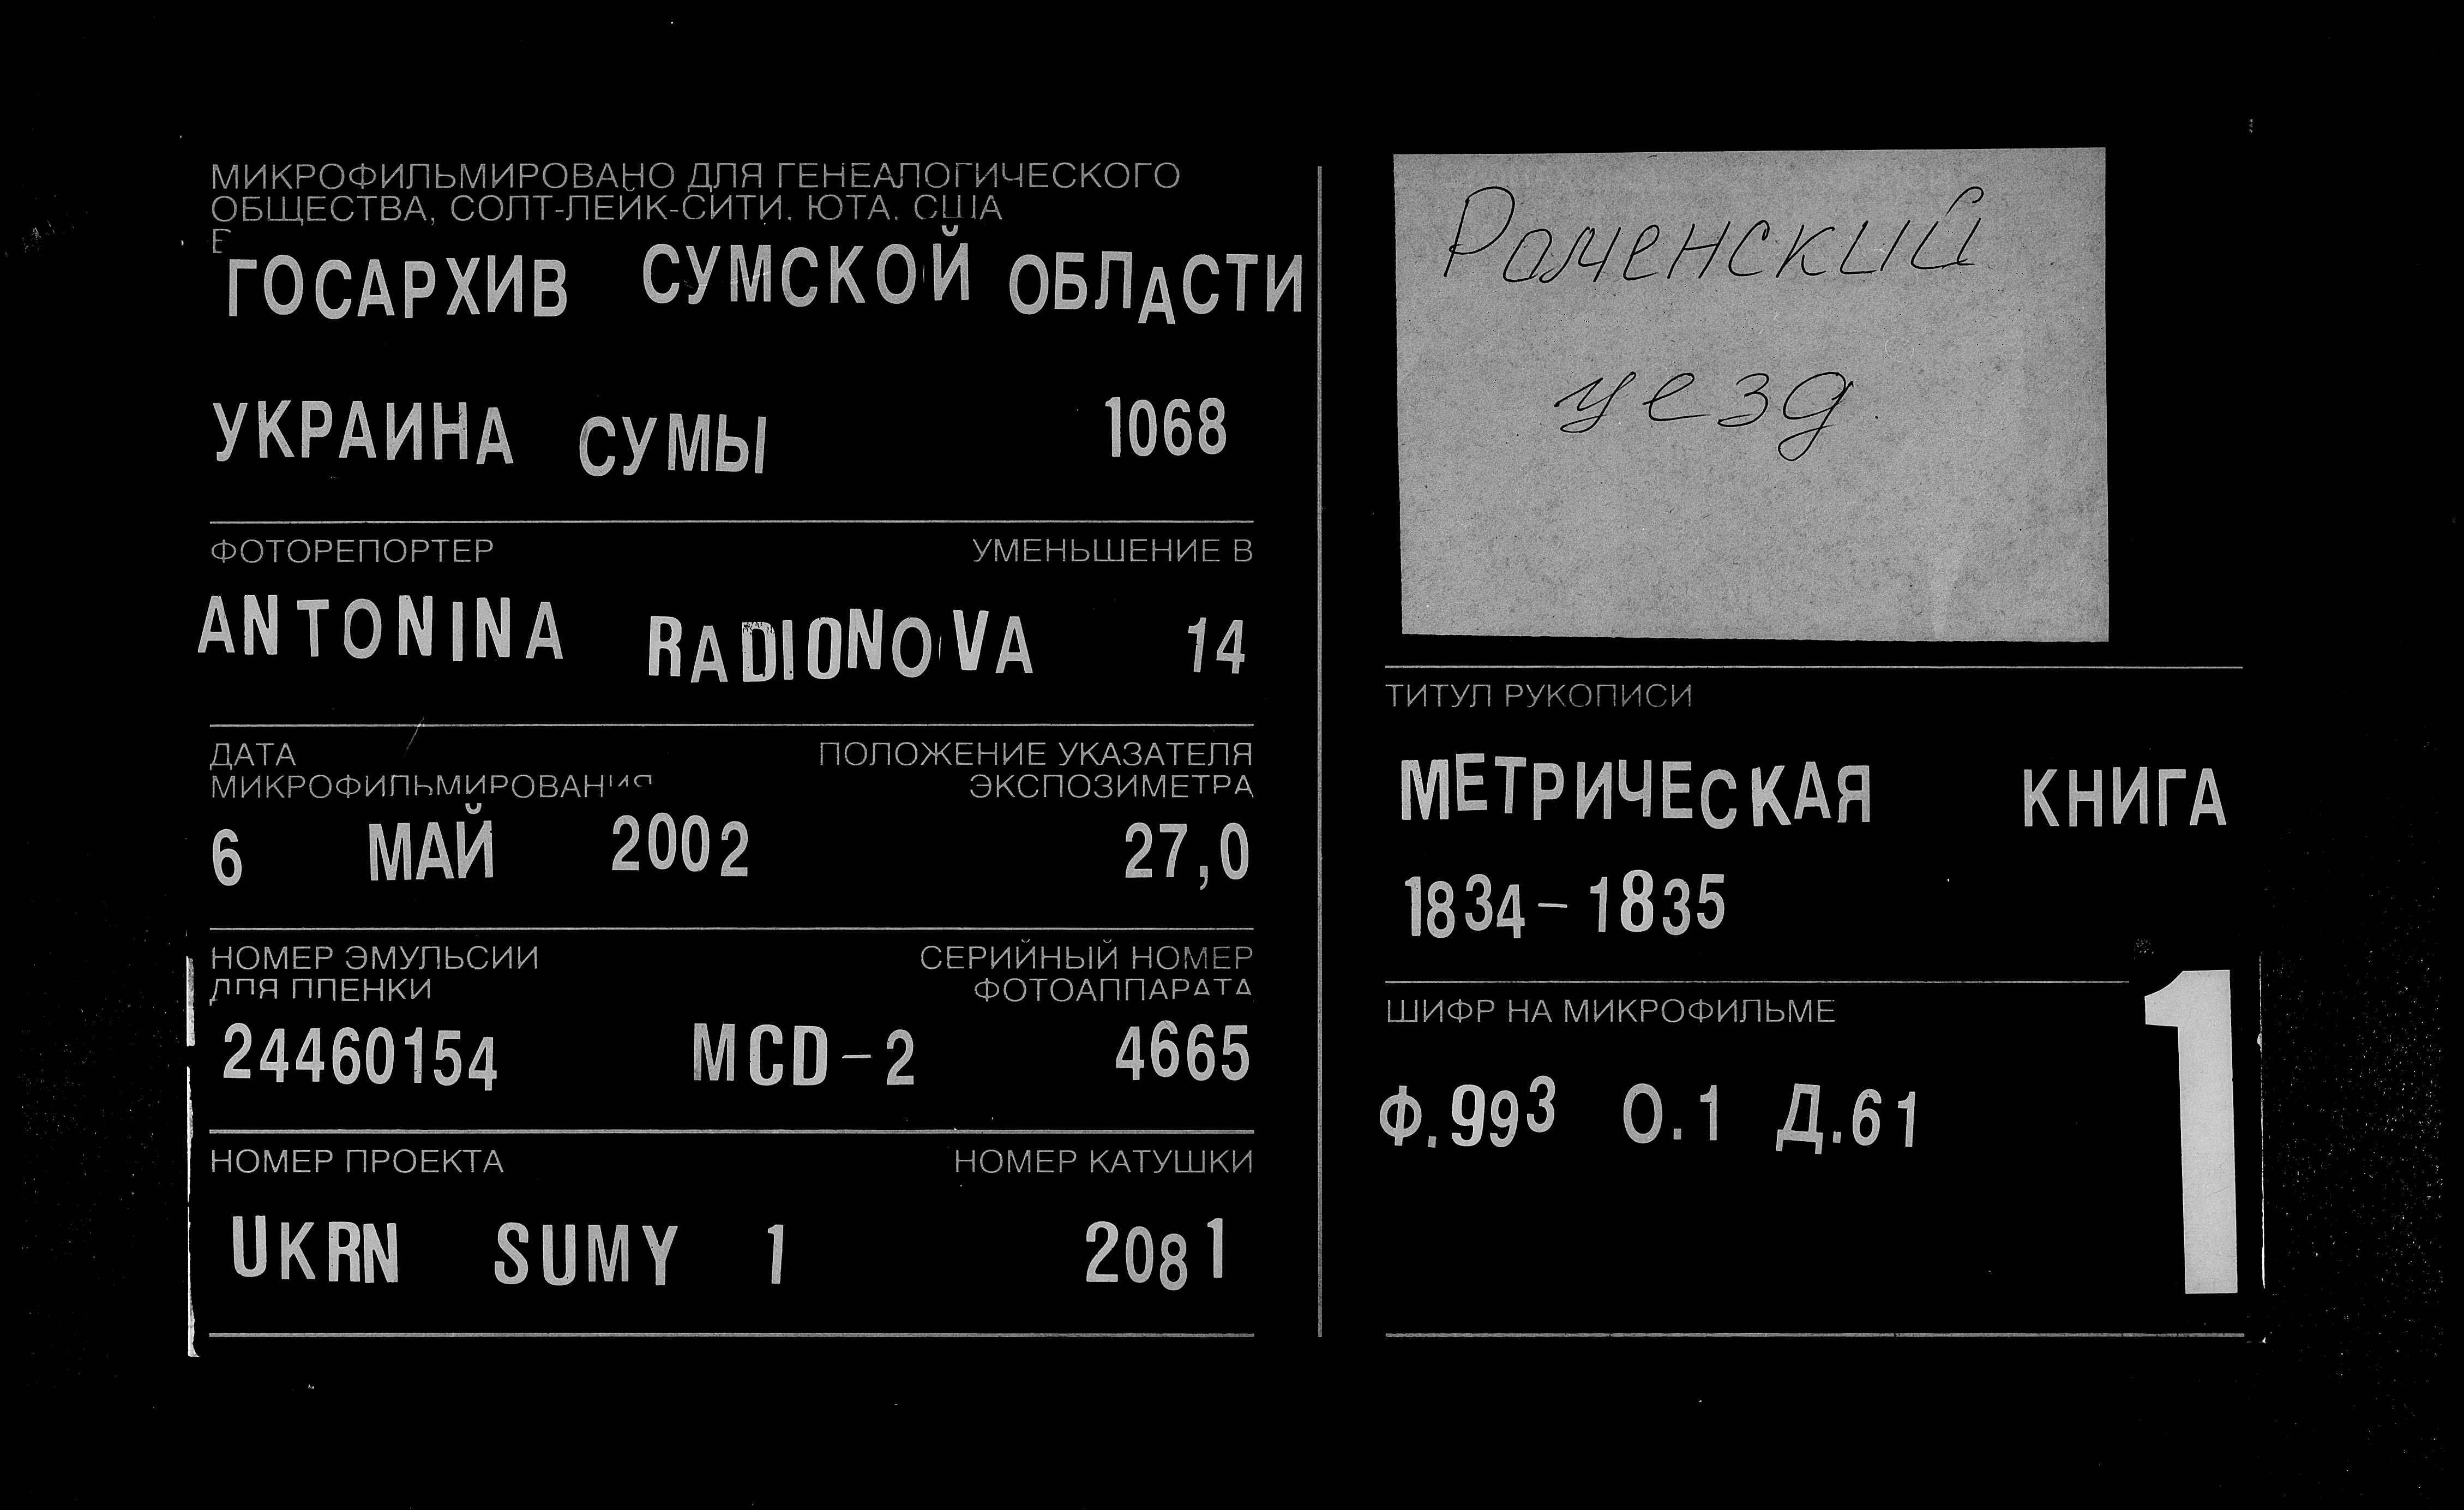 МИКРОФИЛЬМИРОВАНО ДЛЯ ГЕНЕАЛОГИЧЕСКОГО
ОБЩЕСТВА, СОЛТ-ЛЕЙК-СИТИ, ЮТА, США
В
ГОСАРХИВ СУМСКОЙ ОБЛАСТИ
УКРАИНА СУМЫ 1068
ФОТОРЕПОРТЕР УМЕНЬШЕНИЕ В
ANTONINA RADIONOVA 14
ДАТА ПОЛОЖЕНИЕ УКАЗАТЕЛЯ
МИКРОФИЛЬМИРОВАНИЯ ЭКСПОЗИМЕТРА
6 МАЙ 2002 27,0
НОМЕР ЭМУЛЬСИИ СЕРИЙНЫЙ НОМЕР
ДЛЯ ПЛЕНКИ ФОТОАППАРАТА
24460154 MCD-2 4665
НОМЕР ПРОЕКТА НОМЕР КАТУШКИ
UKRN SUMY 1 2081
Роменский
уезд
ТИТУЛ РУКОПИСИ
МЕТРИЧЕСКАЯ КНИГА
1834-1835
ШИФР НА МИКРОФИЛЬМЕ
Ф.993 О.1 Д.61
1